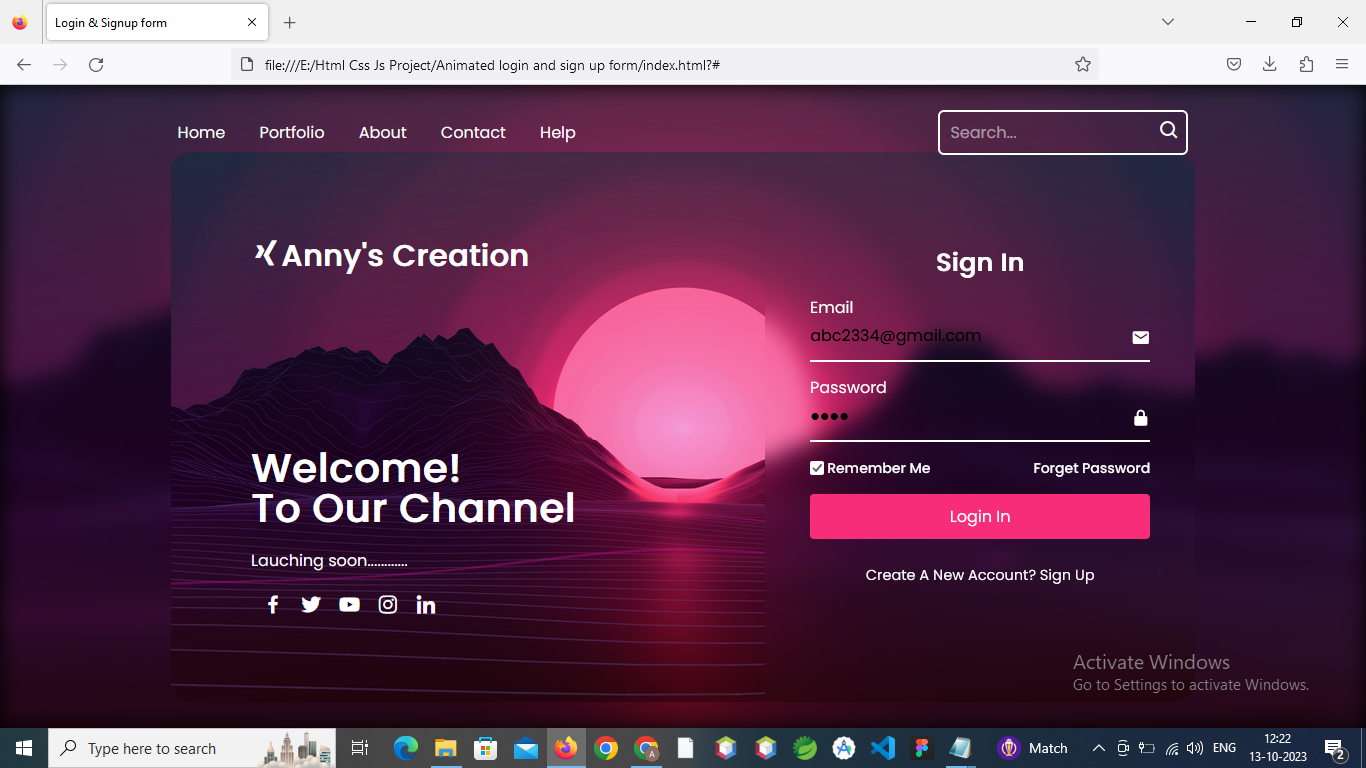 Login & Signup form
file:///E:/Html Css Js Project/Animated login and sign up form/index.html?#
Home Portfolio About Contact Help
Search...
Anny's Creation
Welcome!
To Our Channel
Lauching soon............
Sign In
Email
abc2334@gmail.com
Password
••••
Remember Me Forget Password
Login In
Create A New Account? Sign Up
Activate Windows
Go to Settings to activate Windows.
Type here to search
Match
ENG
12:22
13-10-2023
2